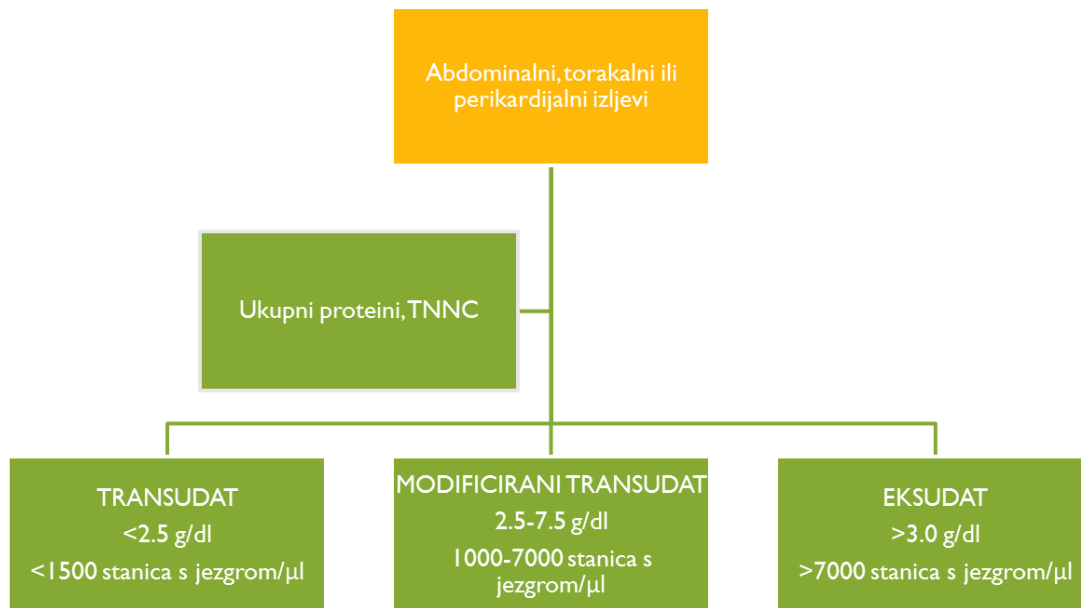 Abdominalni, torakalni ili
perikardijalni izljevi
Ukupni proteini, TNNC
TRANSUDAT
<2.5 g/dl
<1500 stanica s jezgrom/µl
MODIFICIRANI TRANSUDAT
2.5-7.5 g/dl
1000-7000 stanica s
jezgrom/µl
EKSUDAT
>3.0 g/dl
>7000 stanica s jezgrom/µl